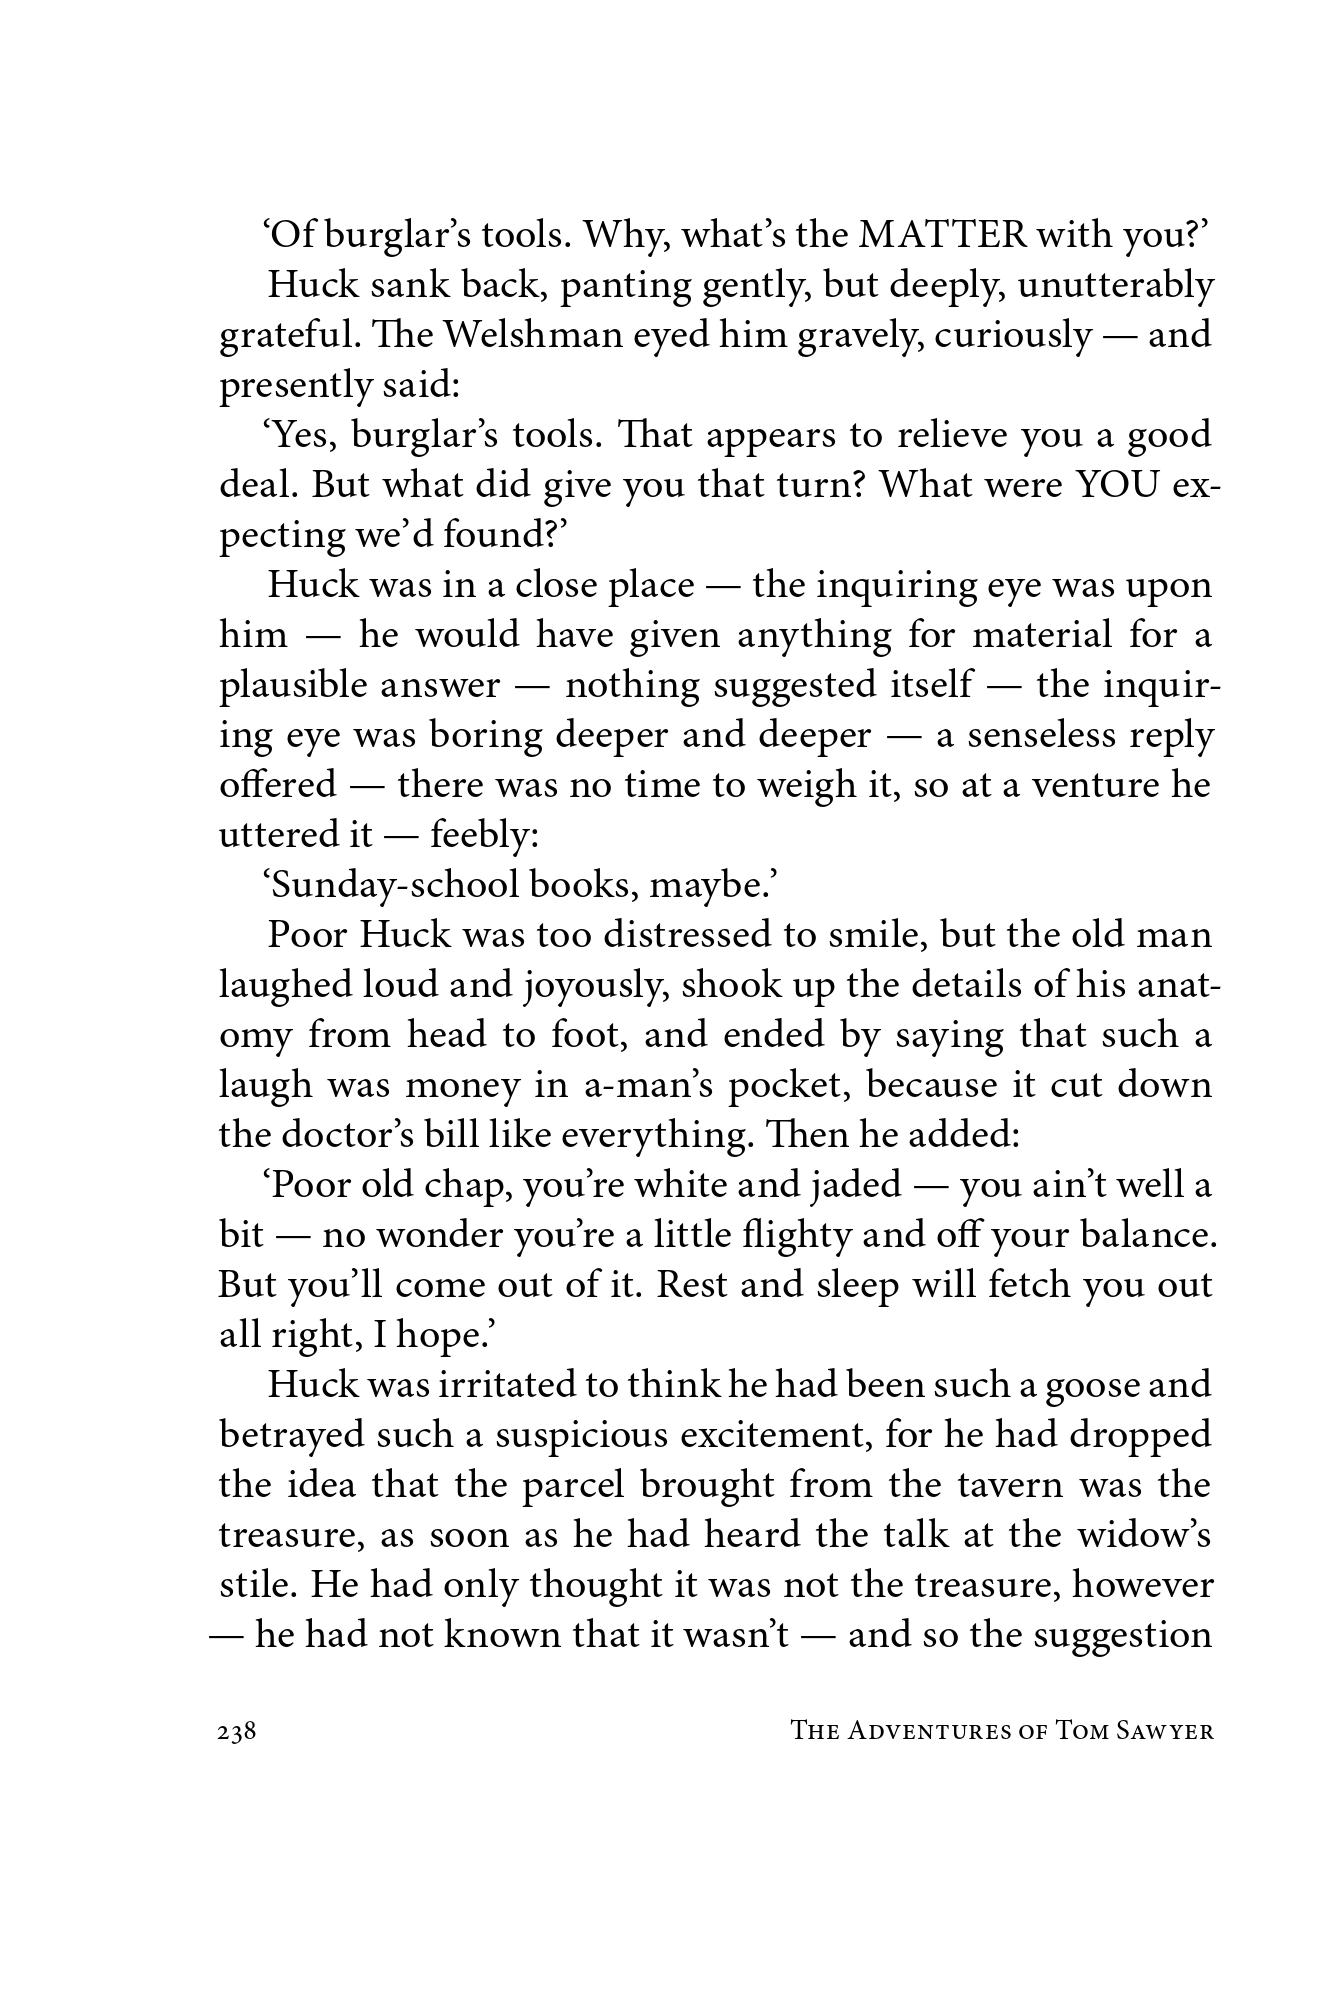 ‘Of burglar’s tools. Why, what’s the MATTER with you?’
Huck sank back, panting gently, but deeply, unutterably
grateful. The Welshman eyed him gravely, curiously — and
presently said:
‘Yes, burglar’s tools. That appears to relieve you a good
deal. But what did give you that turn? What were YOU ex-
pecting we’d found?’
Huck was in a close place — the inquiring eye was upon
him — he would have given anything for material for a
plausible answer — nothing suggested itself — the inquir-
ing eye was boring deeper and deeper — a senseless reply
offered — there was no time to weigh it, so at a venture he
uttered it — feebly:
‘Sunday-school books, maybe.’
Poor Huck was too distressed to smile, but the old man
laughed loud and joyously, shook up the details of his anat-
omy from head to foot, and ended by saying that such a
laugh was money in a-man’s pocket, because it cut down
the doctor’s bill like everything. Then he added:
‘Poor old chap, you’re white and jaded — you ain’t well a
bit — no wonder you’re a little flighty and off your balance.
But you’ll come out of it. Rest and sleep will fetch you out
all right, I hope.’
Huck was irritated to think he had been such a goose and
betrayed such a suspicious excitement, for he had dropped
the idea that the parcel brought from the tavern was the
treasure, as soon as he had heard the talk at the widow’s
stile. He had only thought it was not the treasure, however
— he had not known that it wasn’t — and so the suggestion
238 The Adventures of Tom Sawyer